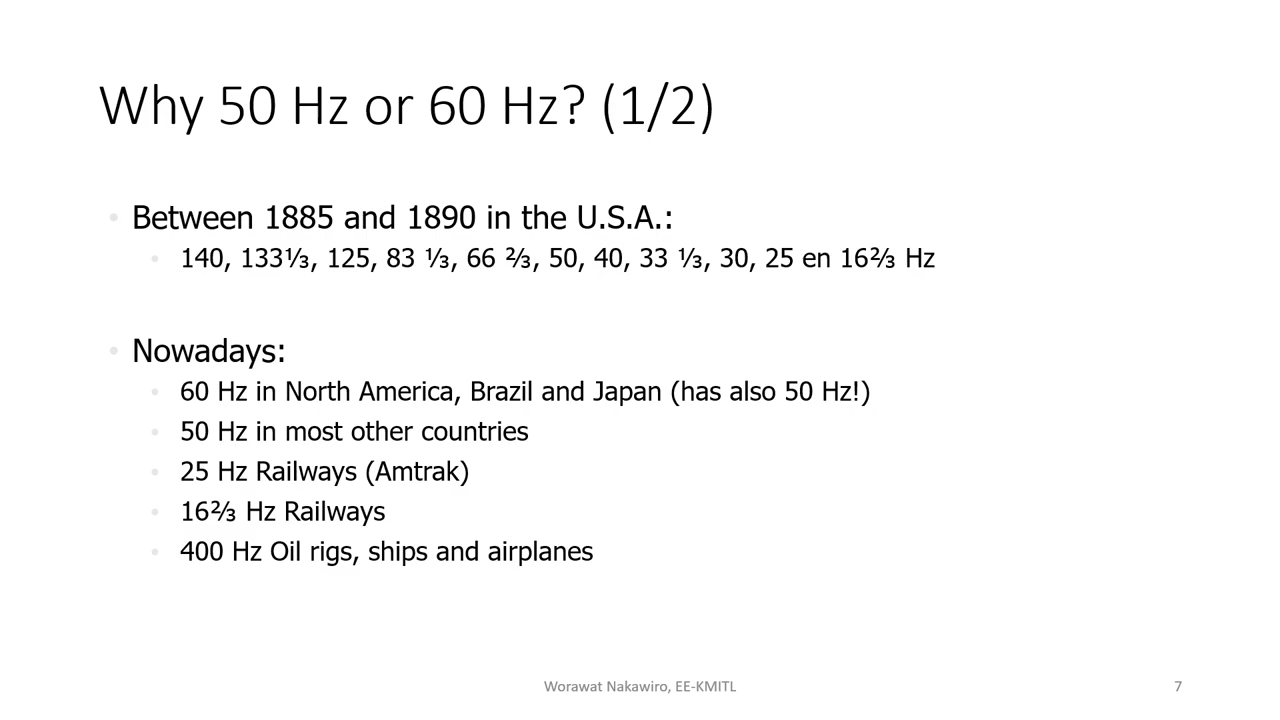 Why 50 Hz or 60 Hz? (1/2)
• Between 1885 and 1890 in the U.S.A.:
• 140, 133⅓, 125, 83 ⅓, 66 ⅔, 50, 40, 33 ⅓, 30, 25 en 16⅔ Hz
• Nowadays:
• 60 Hz in North America, Brazil and Japan (has also 50 Hz!)
• 50 Hz in most other countries
• 25 Hz Railways (Amtrak)
• 16⅔ Hz Railways
• 400 Hz Oil rigs, ships and airplanes
Worawat Nakawiro, EE-KMITL
7